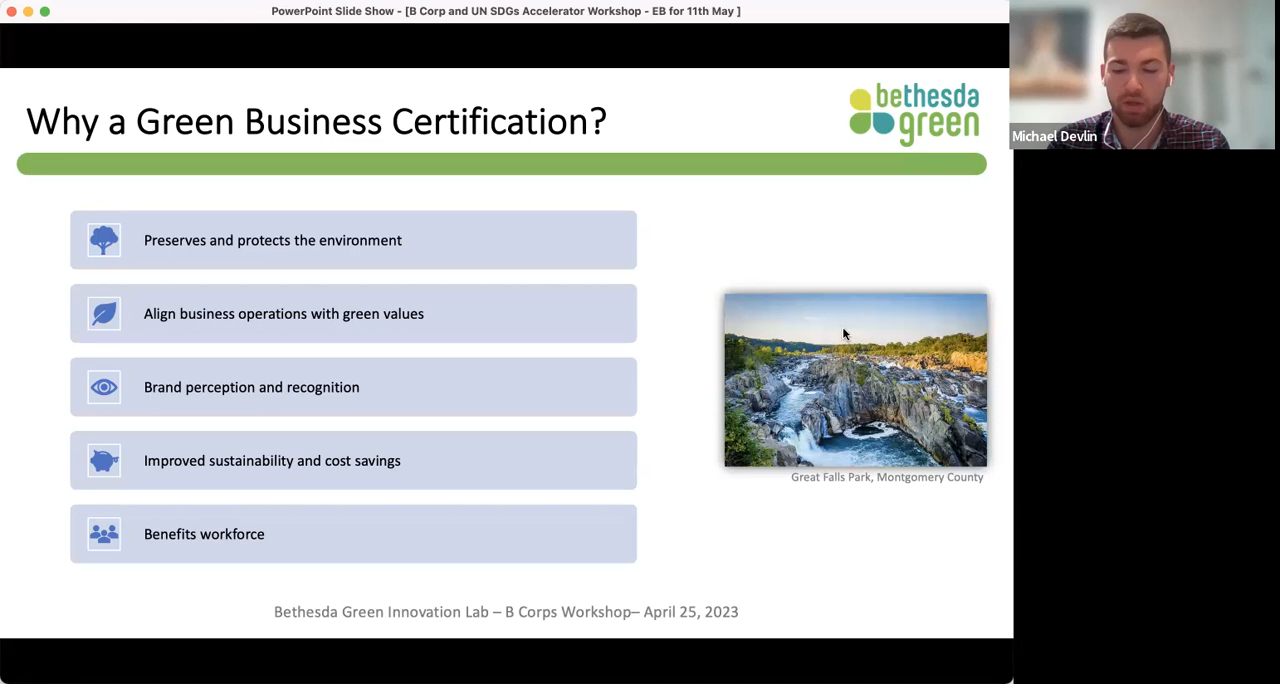 PowerPoint Slide Show - [B Corp and UN SDGs Accelerator Workshop - EB for 11th May ]
Why a Green Business Certification?
bethesda
green
Michael Devlin
Preserves and protects the environment
Align business operations with green values
Brand perception and recognition
Improved sustainability and cost savings
Benefits workforce
Great Falls Park, Montgomery County
Bethesda Green Innovation Lab – B Corps Workshop– April 25, 2023